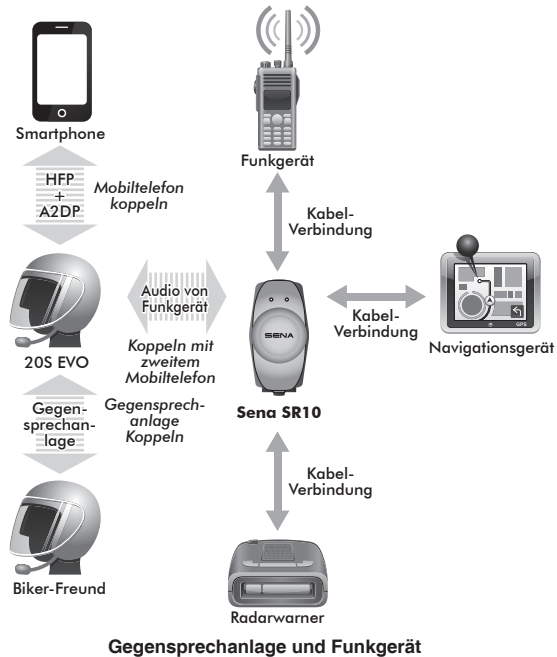 Smartphone
Funkgerät
HFP
+
A2DP
Mobiltelefon
koppeln
Kabel-
Verbindung
Audio von
Funkgerät
SENA
Kabel-
Verbindung
GPS
Navigationsgerät
20S EVO
Koppeln mit
zweitem
Mobiltelefon
Sena SR10
Gegen-
sprechan-
lage
Gegensprech-
anlage
Koppeln
Kabel-
Verbindung
Biker-Freund
Radarwarner
Gegensprechanlage und Funkgerät